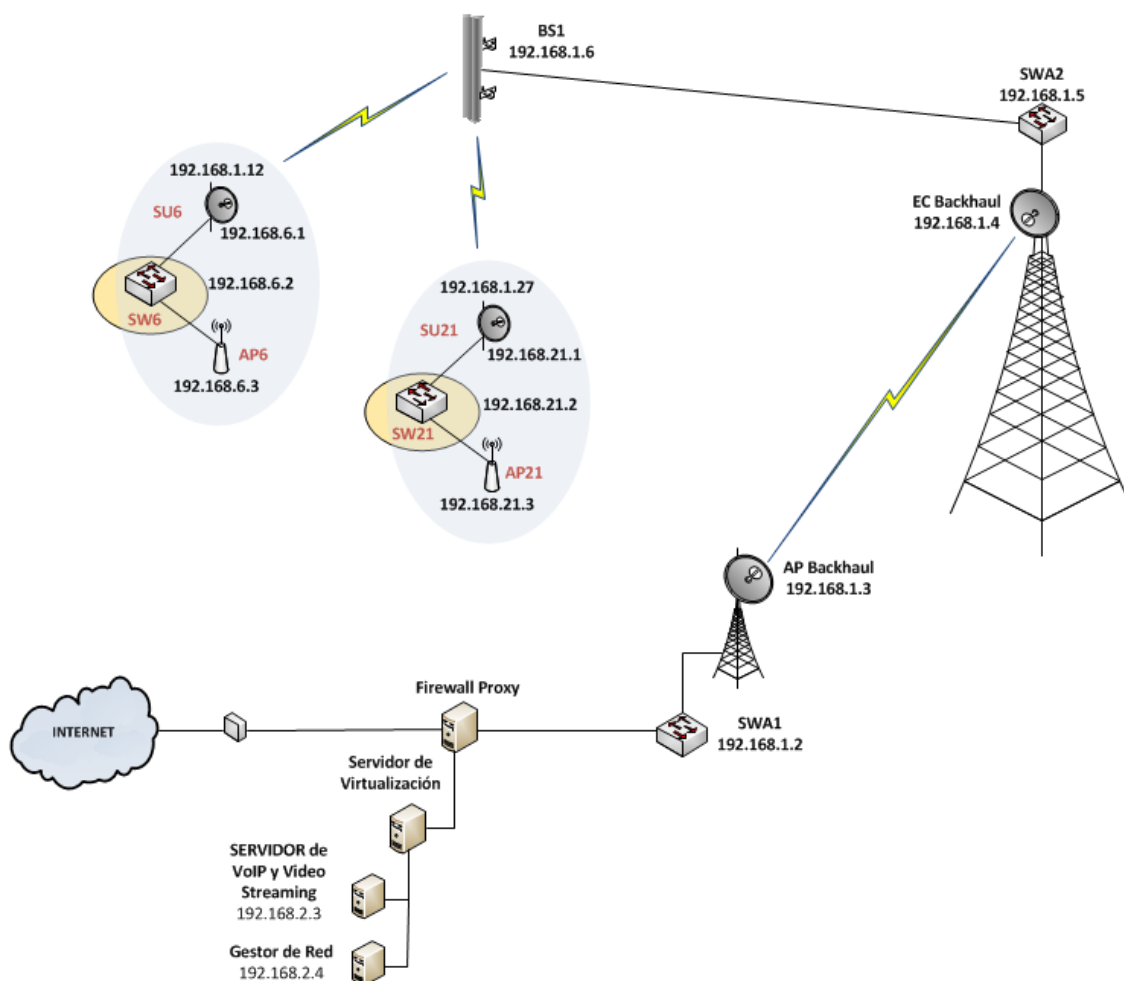 BS1
192.168.1.6
SWA2
192.168.1.5
192.168.1.12
SU6
192.168.6.1
EC Backhaul
192.168.1.4
192.168.6.2
SW6
AP6
192.168.6.3
192.168.1.27
SU21
192.168.21.1
192.168.21.2
SW21
AP21
192.168.21.3
AP Backhaul
192.168.1.3
Firewall Proxy
INTERNET
SWA1
192.168.1.2
Servidor de
Virtualización
SERVIDOR de
VoIP y Video
Streaming
192.168.2.3
Gestor de Red
192.168.2.4